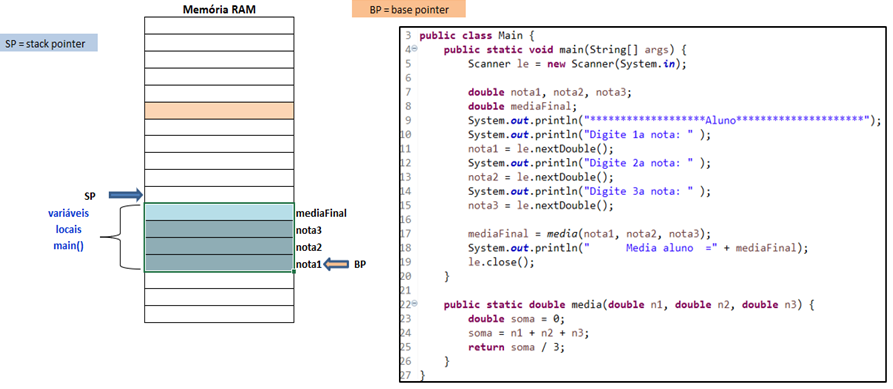 Memória RAM
BP = base pointer
SP = stack pointer
SP
variáveis
locais
main()
mediaFinal
nota3
nota2
nota1
BP
3 public class Main {
4 public static void main(String[] args) {
5 Scanner le = new Scanner(System.in);
6
7 double nota1, nota2, nota3;
8 double mediaFinal;
9 System.out.println("*******************Aluno*********************");
10 System.out.println("Digite 1a nota: " );
11 nota1 = le.nextDouble();
12 System.out.println("Digite 2a nota: " );
13 nota2 = le.nextDouble();
14 System.out.println("Digite 3a nota: " );
15 nota3 = le.nextDouble();
16
17 mediaFinal = media(nota1, nota2, nota3);
18 System.out.println("      Media aluno  =" + mediaFinal);
19 le.close();
20 }
21
22 public static double media(double n1, double n2, double n3) {
23 double soma = 0;
24 soma = n1 + n2 + n3;
25 return soma / 3;
26 }
27 }